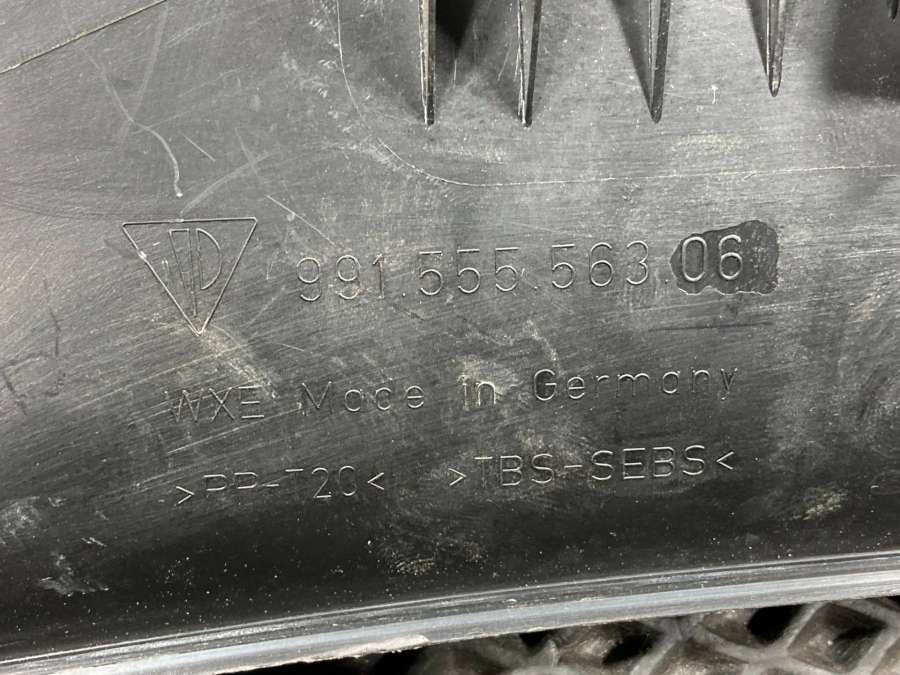 991.555.563.06
WXE Made in Germany
>PP-T20< >TBS-SEBS<